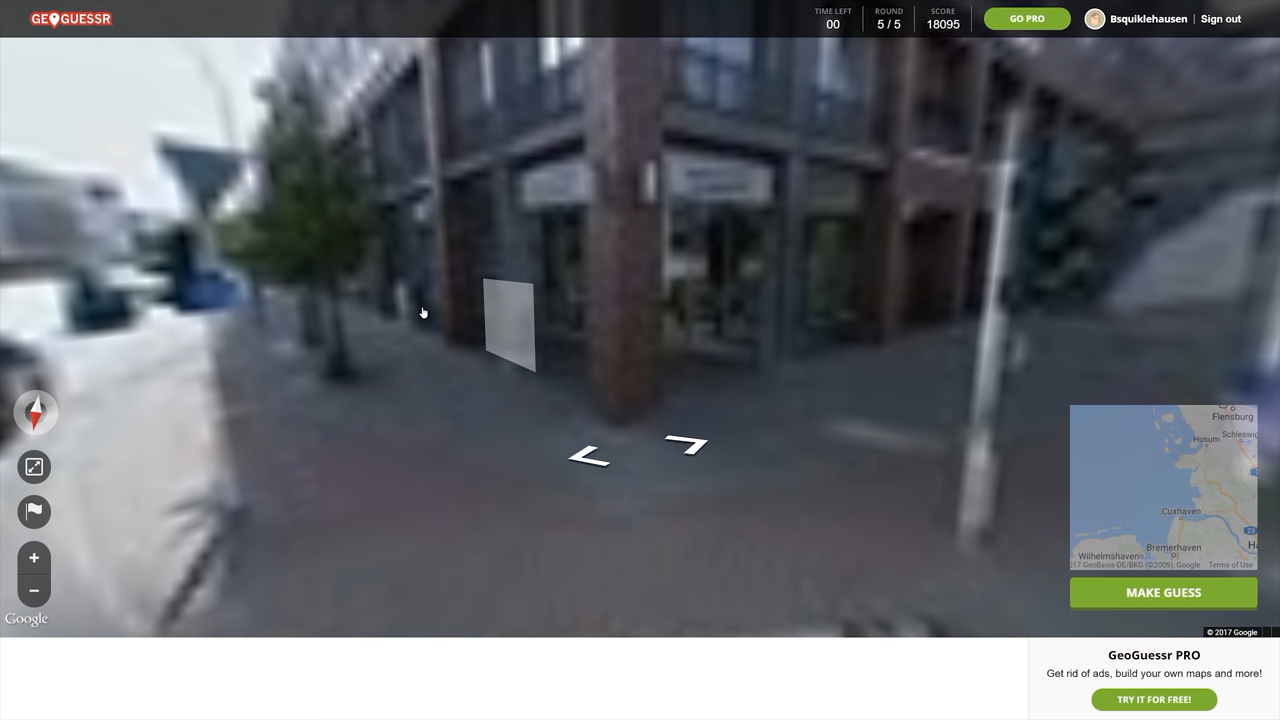 GEOGUESSR
TIME LEFT
00
ROUND
5 / 5
SCORE
18095
GO PRO
Bsquiklehausen | Sign out
Flensburg
Husum
Schleswig
Cuxhaven
23
Bremerhaven
Wilhelmshaven
017 GeoBasis-DE/BKG (©2009), Google
Terms of Use
MAKE GUESS
Google
© 2017 Google
GeoGuessr PRO
Get rid of ads, build your own maps and more!
TRY IT FOR FREE!